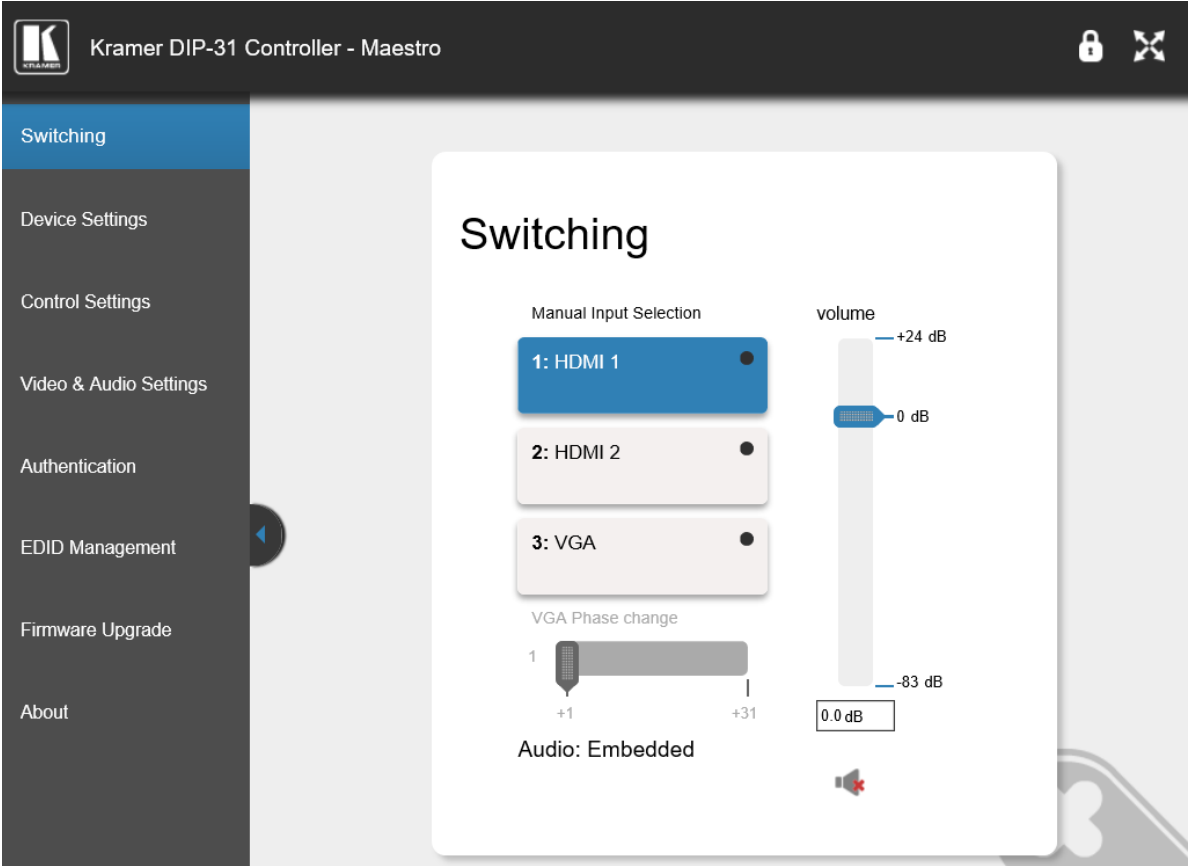 KRAMER
Kramer DIP-31 Controller - Maestro
Switching
Device Settings
Control Settings
Video & Audio Settings
Authentication
EDID Management
Firmware Upgrade
About
Switching
Manual Input Selection
1: HDMI 1
2: HDMI 2
3: VGA
VGA Phase change
1
+1 +31
Audio: Embedded
volume
+24 dB
0 dB
-83 dB
0.0 dB